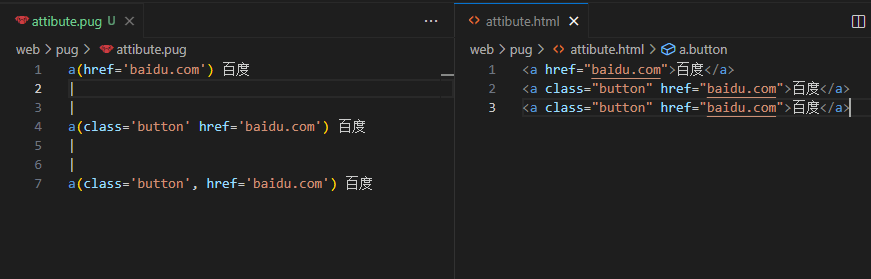 attibute.pug U
web > pug > attibute.pug
1 a(href='baidu.com') 百度
2 |
3 |
4 a(class='button' href='baidu.com') 百度
5 |
6 |
7 a(class='button', href='baidu.com') 百度
attibute.html
web > pug > attibute.html > a.button
1 <a href="baidu.com">百度</a>
2 <a class="button" href="baidu.com">百度</a>
3 <a class="button" href="baidu.com">百度</a>